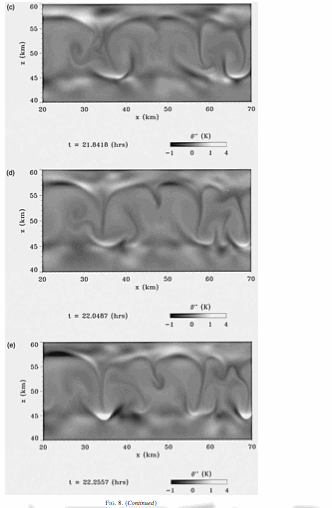 (c)
60
55
z (km)
50
45
40
20 30 40 50 60 70
x (km)
t = 21.8418 (hrs)
θ'' (K)
-1 0 1 4
(d)
60
55
z (km)
50
45
40
20 30 40 50 60 70
x (km)
t = 22.0487 (hrs)
θ'' (K)
-1 0 1 4
(e)
60
55
z (km)
50
45
40
20 30 40 50 60 70
x (km)
t = 22.2557 (hrs)
θ'' (K)
-1 0 1 4
FIG. 8. (Continued)